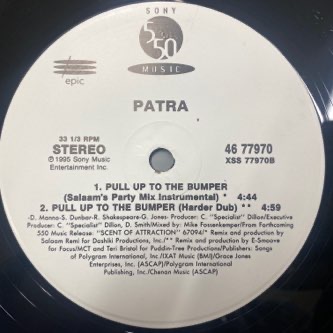 SONY
550
MUSIC
epic
PATRA
33 1/3 RPM
STEREO
℗ 1995 Sony Music
Entertainment Inc.
46 77970
XSS 77970B
1. PULL UP TO THE BUMPER
(Salaam's Party Mix Instrumental) * 4:44
2. PULL UP TO THE BUMPER (Harder Dub) ** 4:59
-D. Manno-S. Dunbar-R. Shakespeare-G. Jones- Producer: C. "Specialist" Dillon/Executive
Producer: C. "Specialist" Dillon, D. Smith/Mixed by: Mike Fossenkemper/From Forthcoming
550 Music Release: "SCENT OF ATTRACTION" 67094/* Remix and production by
Salaam Remi for Dashiki Productions, Inc./** Remix and production by E-Smoove
for Focus/MCT and Teri Bristol for Puddin-Tree Productions/Publishers: Songs
of Polygram International, Inc./IXAT Music (BMI)/Grace Jones
Enterprises, Inc. (ASCAP)/Polygram International
Publishing, Inc./Chenan Music (ASCAP)